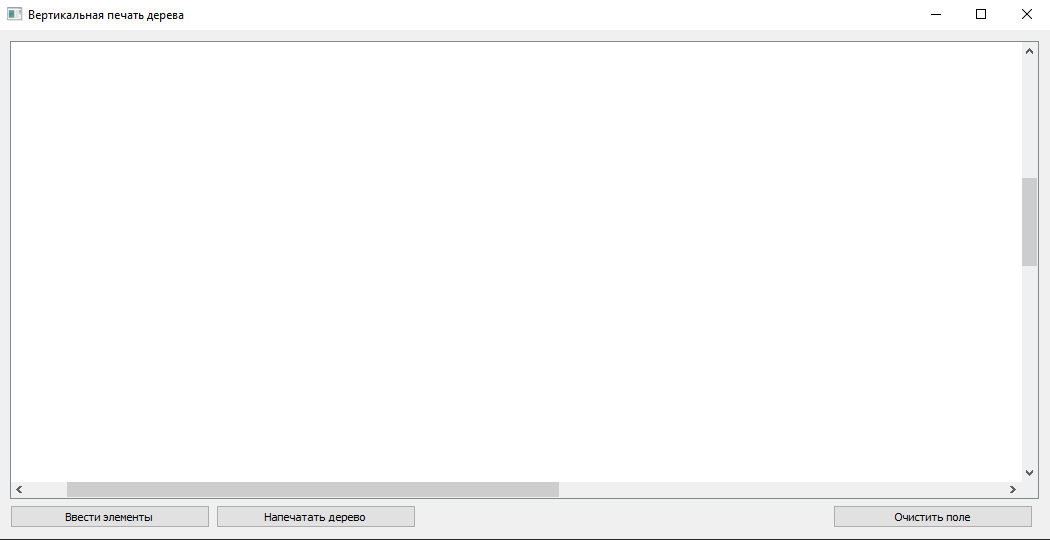 Вертикальная печать дерева
Ввести элементы
Напечатать дерево
Очистить поле